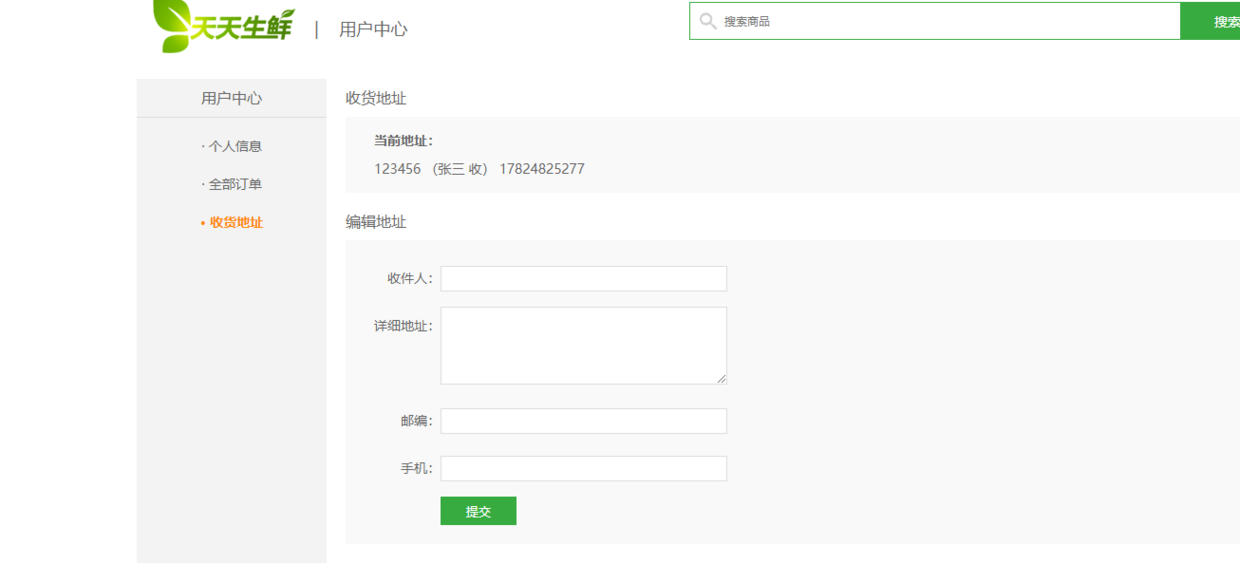 天天生鲜 | 用户中心
搜索商品
搜索
用户中心
· 个人信息
· 全部订单
· 收货地址
收货地址
当前地址：
123456 （张三 收） 17824825277
编辑地址
收件人：
详细地址：
邮编：
手机：
提交